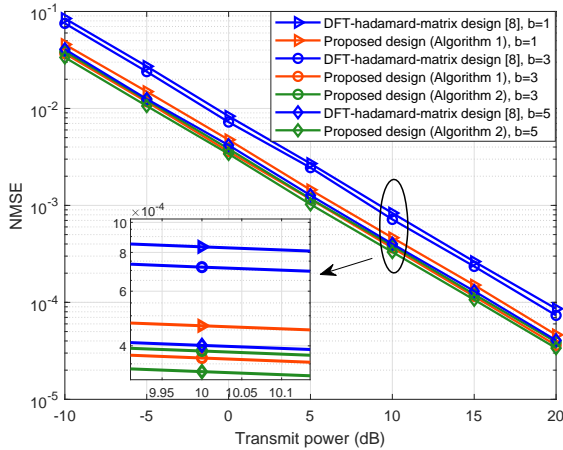 10^0
DFT-hadamard-matrix design [8], b=1
Proposed design (Algorithm 1), b=1
DFT-hadamard-matrix design [8], b=3
Proposed design (Algorithm 1), b=3
Proposed design (Algorithm 2), b=3
DFT-hadamard-matrix design [8], b=5
Proposed design (Algorithm 2), b=5
10^-1
10^-2
NMSE
10^-3
×10^-4
10
8
6
4
9.95 10 10.05 10.1
10^-4
10^-5
-10 -5 0 5 10 15 20
Transmit power (dB)